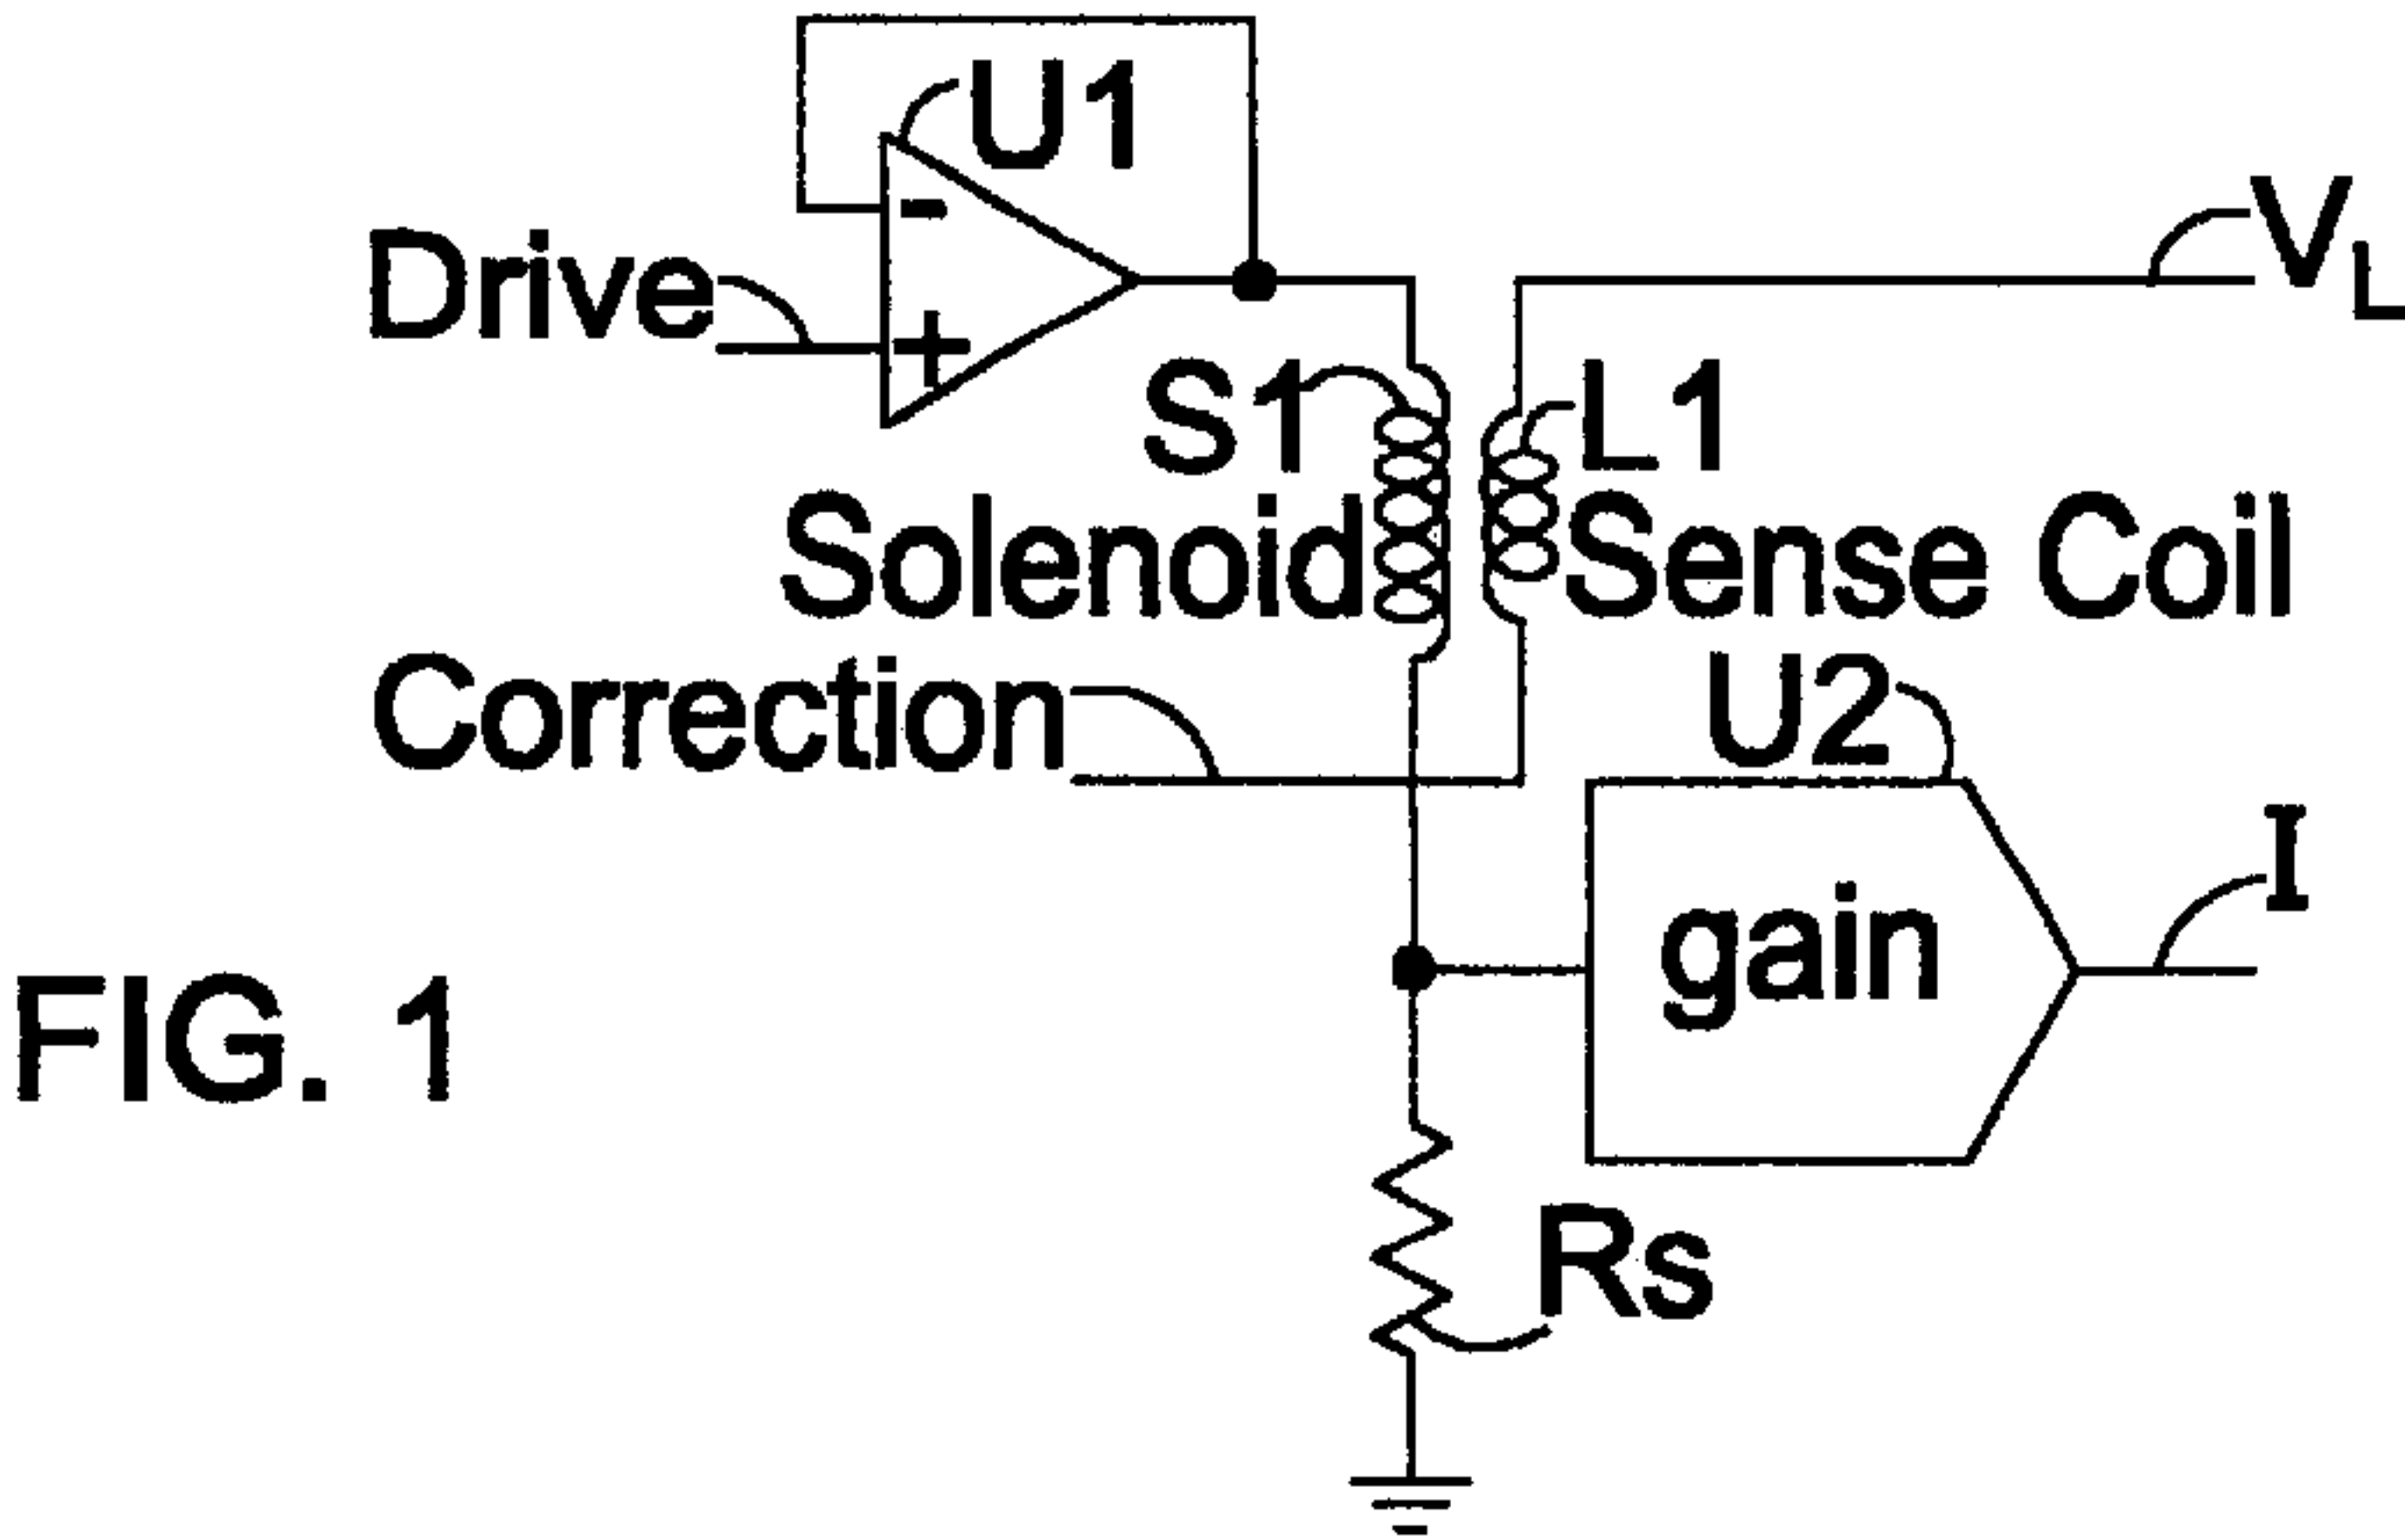 U1
-
Drive
+
V_L
S1
L1
Solenoid
Sense Coil
Correction
U2
I
gain
FIG. 1
Rs